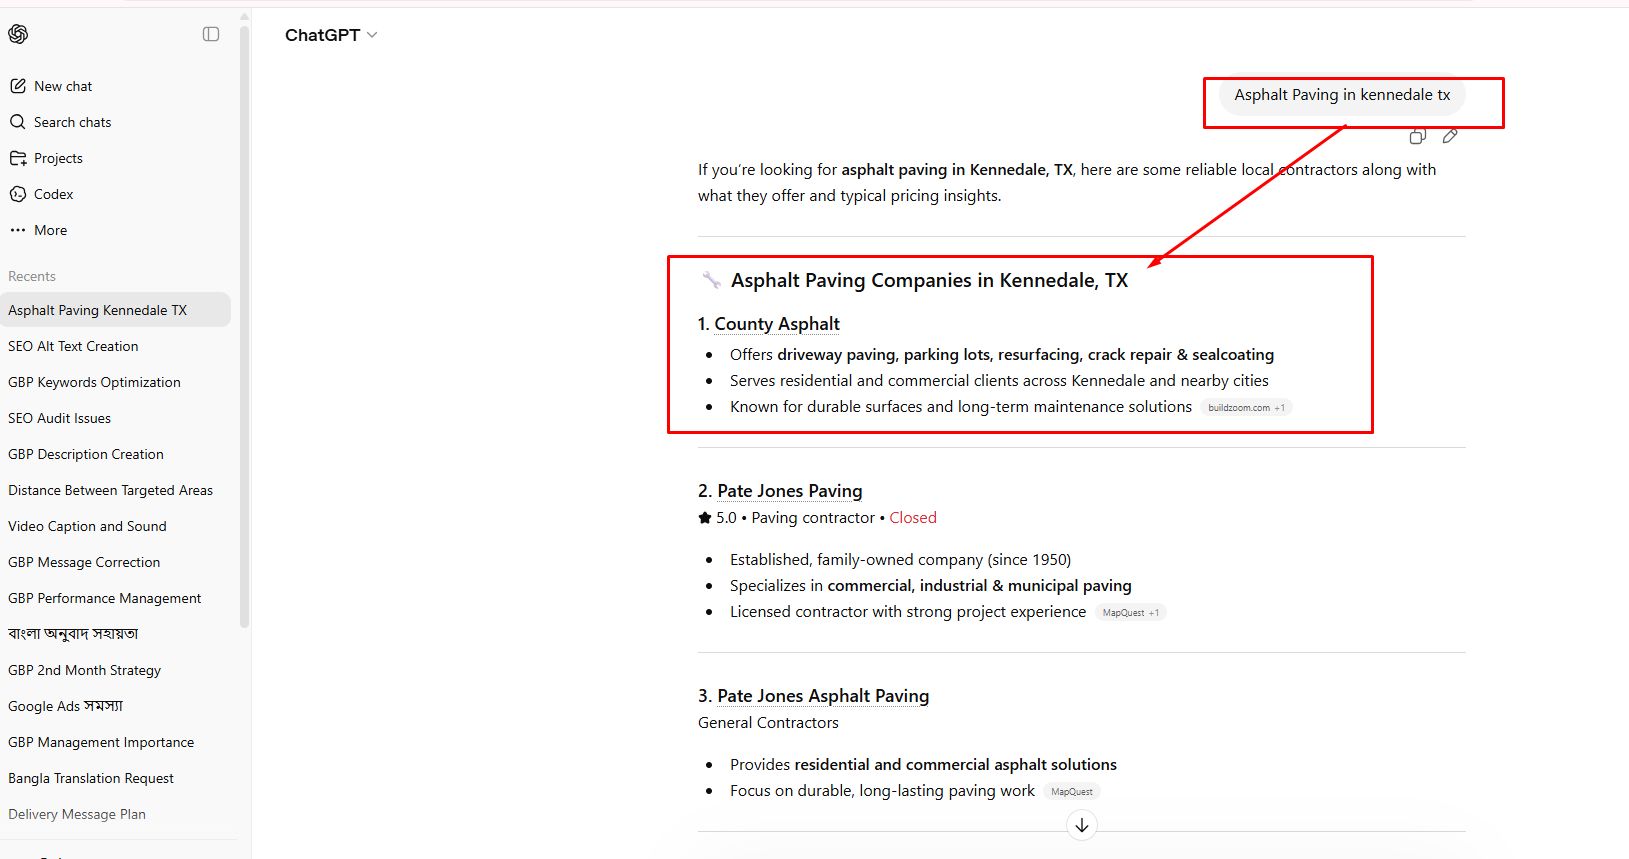 ChatGPT
New chat
Search chats
Projects
Codex
More
Recents
Asphalt Paving Kennedale TX
SEO Alt Text Creation
GBP Keywords Optimization
SEO Audit Issues
GBP Description Creation
Distance Between Targeted Areas
Video Caption and Sound
GBP Message Correction
GBP Performance Management
বাংলা অনুবাদ সহায়তা
GBP 2nd Month Strategy
Google Ads সমস্যা
GBP Management Importance
Bangla Translation Request
Delivery Message Plan
Asphalt Paving in kennedale tx
If you’re looking for asphalt paving in Kennedale, TX, here are some reliable local contractors along with
what they offer and typical pricing insights.
Asphalt Paving Companies in Kennedale, TX
1. County Asphalt
• Offers driveway paving, parking lots, resurfacing, crack repair & sealcoating
• Serves residential and commercial clients across Kennedale and nearby cities
• Known for durable surfaces and long-term maintenance solutions buildzoom.com +1
2. Pate Jones Paving
★ 5.0 • Paving contractor • Closed
• Established, family-owned company (since 1950)
• Specializes in commercial, industrial & municipal paving
• Licensed contractor with strong project experience MapQuest +1
3. Pate Jones Asphalt Paving
General Contractors
• Provides residential and commercial asphalt solutions
• Focus on durable, long-lasting paving work MapQuest